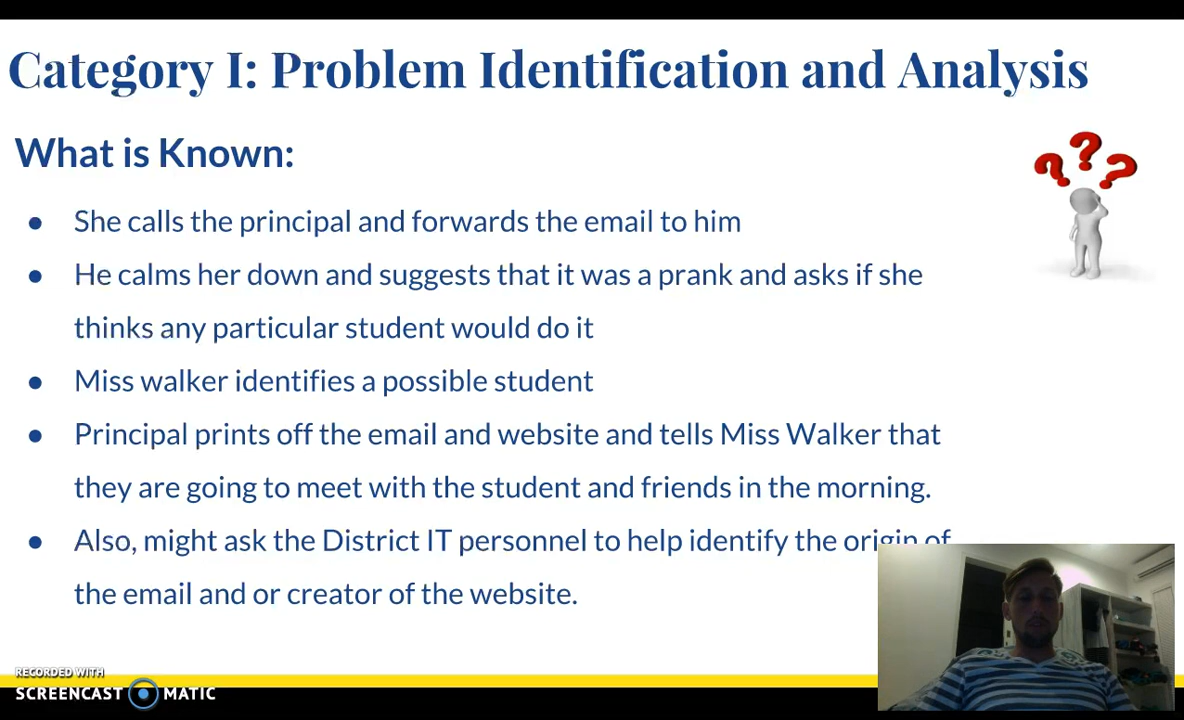 Category I: Problem Identification and Analysis
What is Known:
● She calls the principal and forwards the email to him
● He calms her down and suggests that it was a prank and asks if she
thinks any particular student would do it
● Miss walker identifies a possible student
● Principal prints off the email and website and tells Miss Walker that
they are going to meet with the student and friends in the morning.
● Also, might ask the District IT personnel to help identify the origin of
the email and or creator of the website.
RECORDED WITH
SCREENCAST MATIC